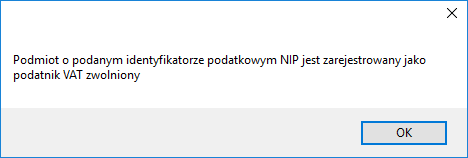 Podmiot o podanym identyfikatorze podatkowym NIP jest zarejestrowany jako
podatnik VAT zwolniony
OK